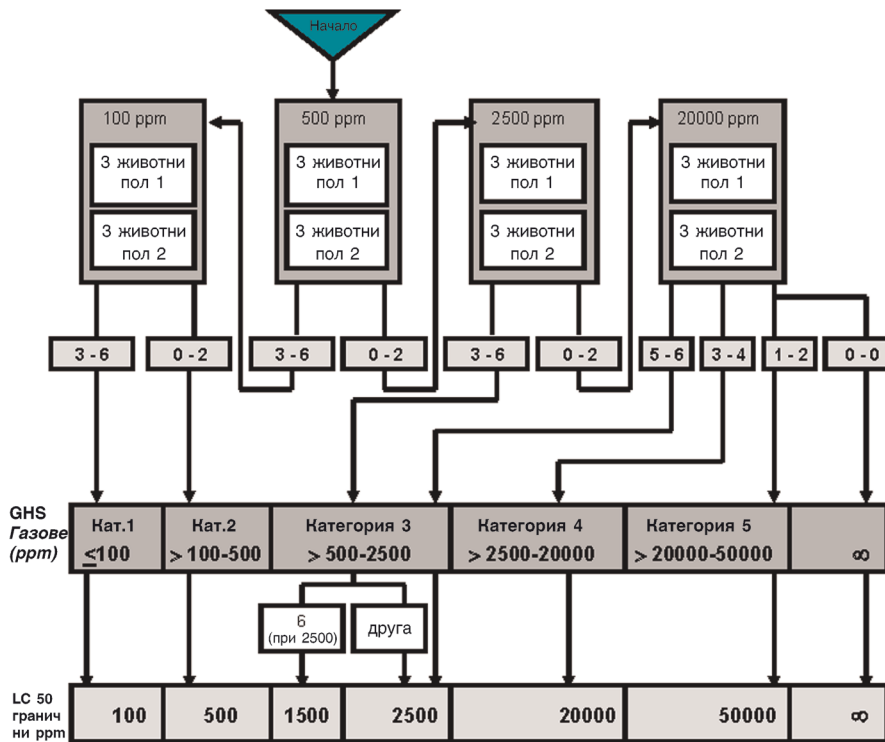 Начало
100 ppm
500 ppm
2500 ppm
20000 ppm
3 животни
пол 1
3 животни
пол 1
3 животни
пол 1
3 животни
пол 1
3 животни
пол 2
3 животни
пол 2
3 животни
пол 2
3 животни
пол 2
3 - 6
0 - 2
3 - 6
0 - 2
3 - 6
0 - 2
5 - 6
3 - 4
1 - 2
0 - 0
GHS
Газове
(ppm)
Кат.1
≤100
Кат.2
> 100-500
Категория 3
> 500-2500
Категория 4
> 2500-20000
Категория 5
> 20000-50000
∞
6
(при 2500)
друга
LC 50
гранич
ни ppm
100
500
1500
2500
20000
50000
∞